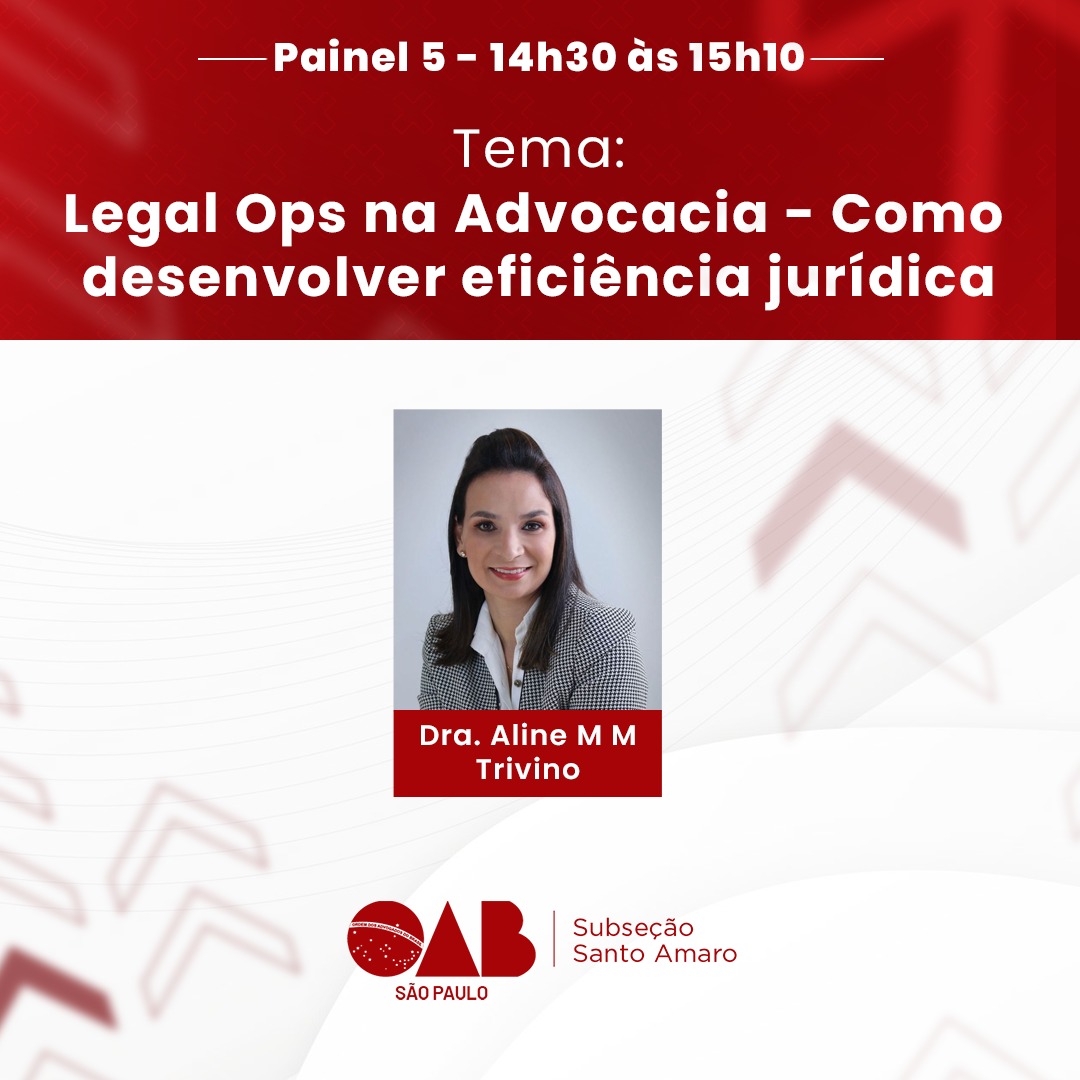 Painel 5 - 14h30 às 15h10
Tema:
Legal Ops na Advocacia - Como
desenvolver eficiência jurídica
Dra. Aline M M
Trivino
ORDEM DOS ADVOGADOS DO BRASIL
OAB
SÃO PAULO
Subseção
Santo Amaro